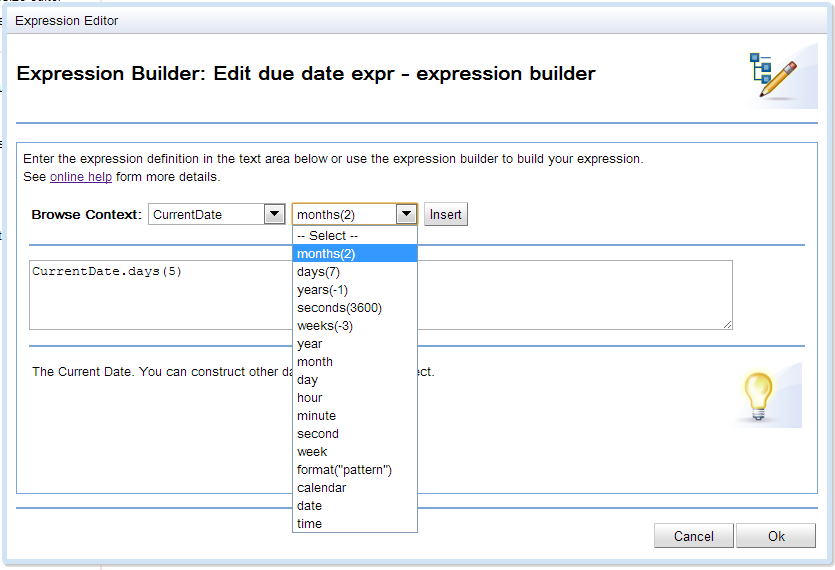 Expression Editor
Expression Builder: Edit due date expr - expression builder
Enter the expression definition in the text area below or use the expression builder to build your expression.
See online help form more details.
Browse Context: CurrentDate months(2) Insert
-- Select --
months(2)
CurrentDate.days(5)
days(7)
years(-1)
seconds(3600)
weeks(-3)
year
month
The Current Date. You can construct other da ect.
day
hour
minute
second
week
format("pattern")
calendar
date
time
Cancel Ok